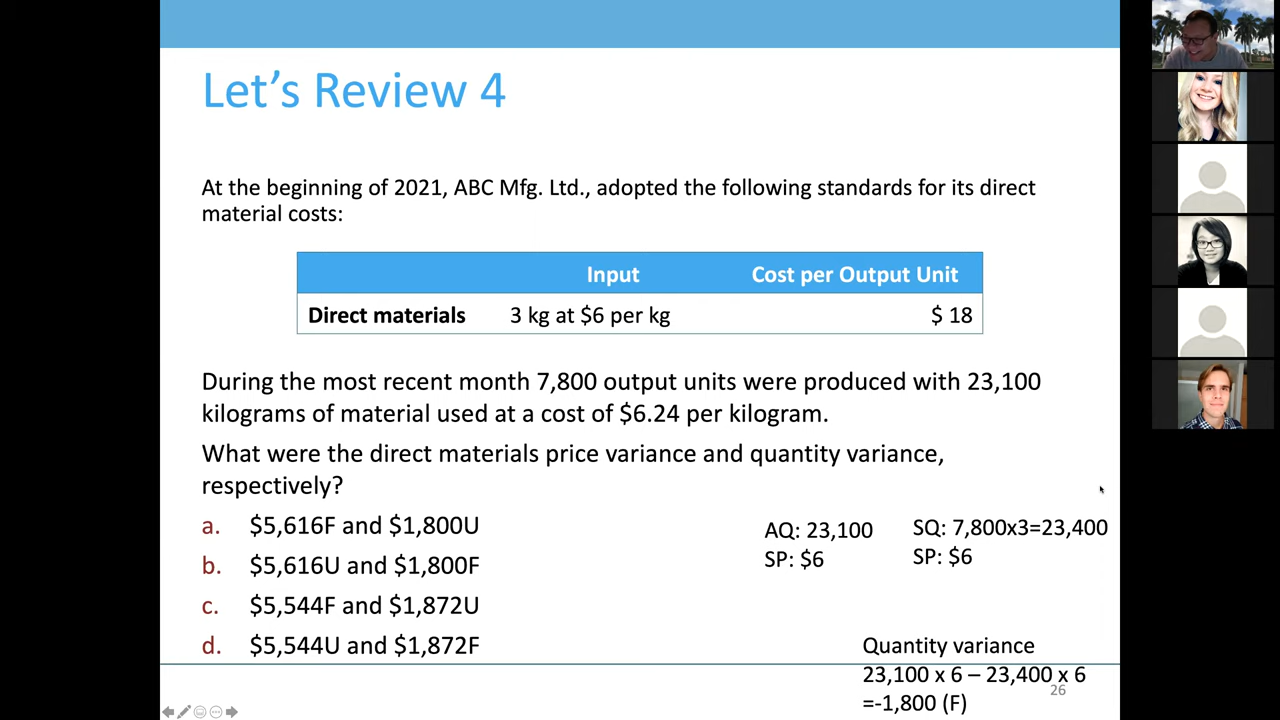 Let's Review 4
At the beginning of 2021, ABC Mfg. Ltd., adopted the following standards for its direct
material costs:
Input Cost per Output Unit
Direct materials 3 kg at $6 per kg $ 18
During the most recent month 7,800 output units were produced with 23,100
kilograms of material used at a cost of $6.24 per kilogram.
What were the direct materials price variance and quantity variance,
respectively?
a. $5,616F and $1,800U
b. $5,616U and $1,800F
c. $5,544F and $1,872U
d. $5,544U and $1,872F
AQ: 23,100
SP: $6
SQ: 7,800x3=23,400
SP: $6
Quantity variance
23,100 x 6 – 23,400 x 6
=-1,800 (F)
26